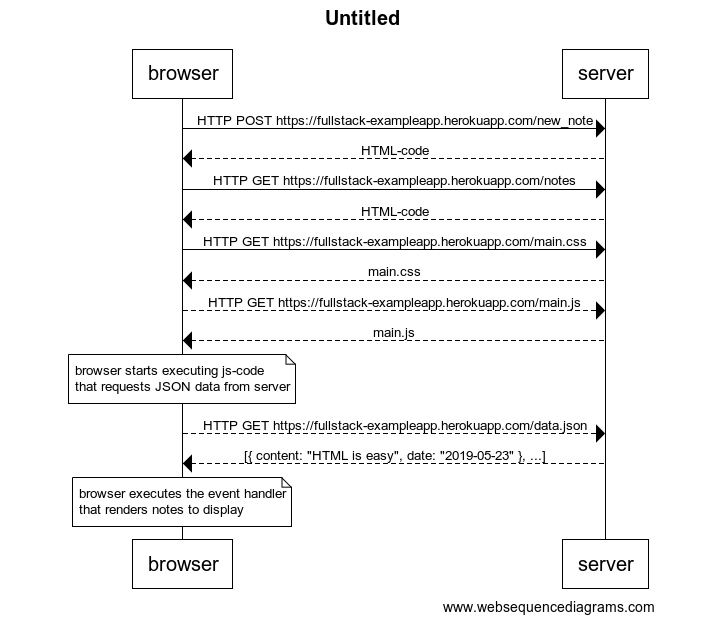 Untitled
browser
server
HTTP POST https://fullstack-exampleapp.herokuapp.com/new_note
HTML-code
HTTP GET https://fullstack-exampleapp.herokuapp.com/notes
HTML-code
HTTP GET https://fullstack-exampleapp.herokuapp.com/main.css
main.css
HTTP GET https://fullstack-exampleapp.herokuapp.com/main.js
main.js
browser starts executing js-code
that requests JSON data from server
HTTP GET https://fullstack-exampleapp.herokuapp.com/data.json
[{ content: "HTML is easy", date: "2019-05-23" }, ...]
browser executes the event handler
that renders notes to display
browser
server
www.websequencediagrams.com